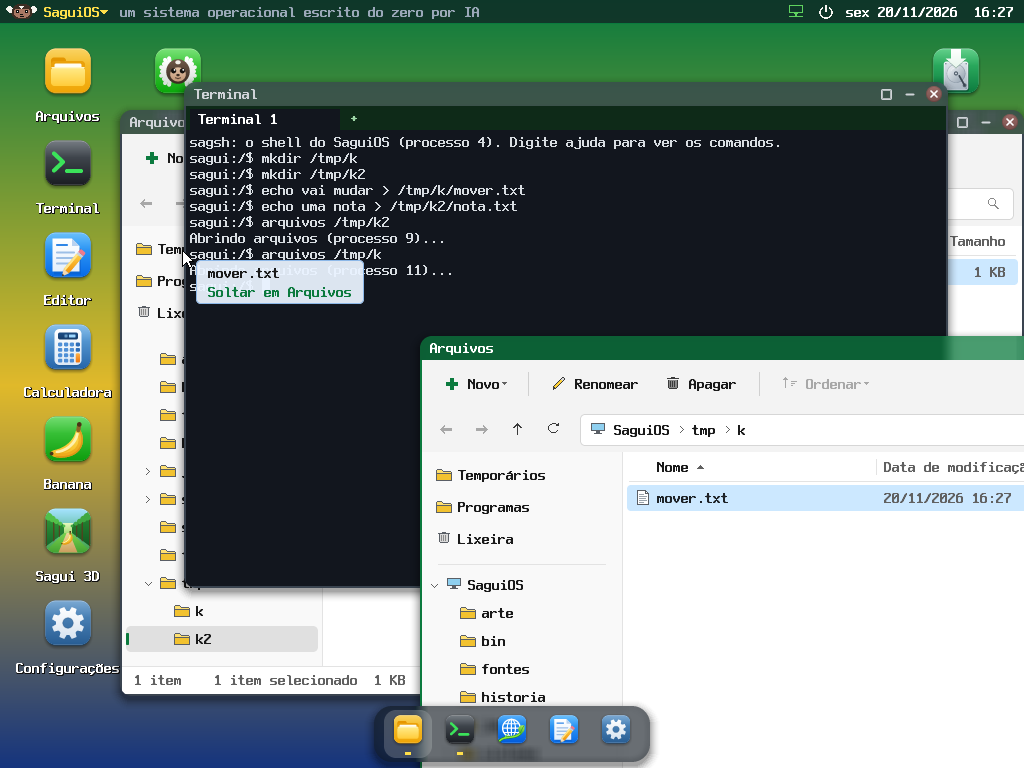 SaguiOS▾ um sistema operacional escrito do zero por IA
sex 20/11/2026 16:27
Arquivos
Terminal
Editor
Calculadora
Banana
Sagui 3D
Configurações
Terminal
Terminal 1 +
sagsh: o shell do SaguiOS (processo 4). Digite ajuda para ver os comandos.
sagui:/$ mkdir /tmp/k
sagui:/$ mkdir /tmp/k2
sagui:/$ echo vai mudar > /tmp/k/mover.txt
sagui:/$ echo uma nota > /tmp/k2/nota.txt
sagui:/$ arquivos /tmp/k2
Abrindo arquivos (processo 9)...
sagui:/$ arquivos /tmp/k
(processo 11)...
mover.txt
Soltar em Arquivos
Tamanho
1 KB
k
k2
1 item 1 item selecionado 1 KB
Arquivos
Novo
Renomear
Apagar
Ordenar
SaguiOS > tmp > k
Temporários
Programas
Lixeira
SaguiOS
arte
bin
fontes
historia
Nome
Data de
mover.txt 20/11/2026 16:27